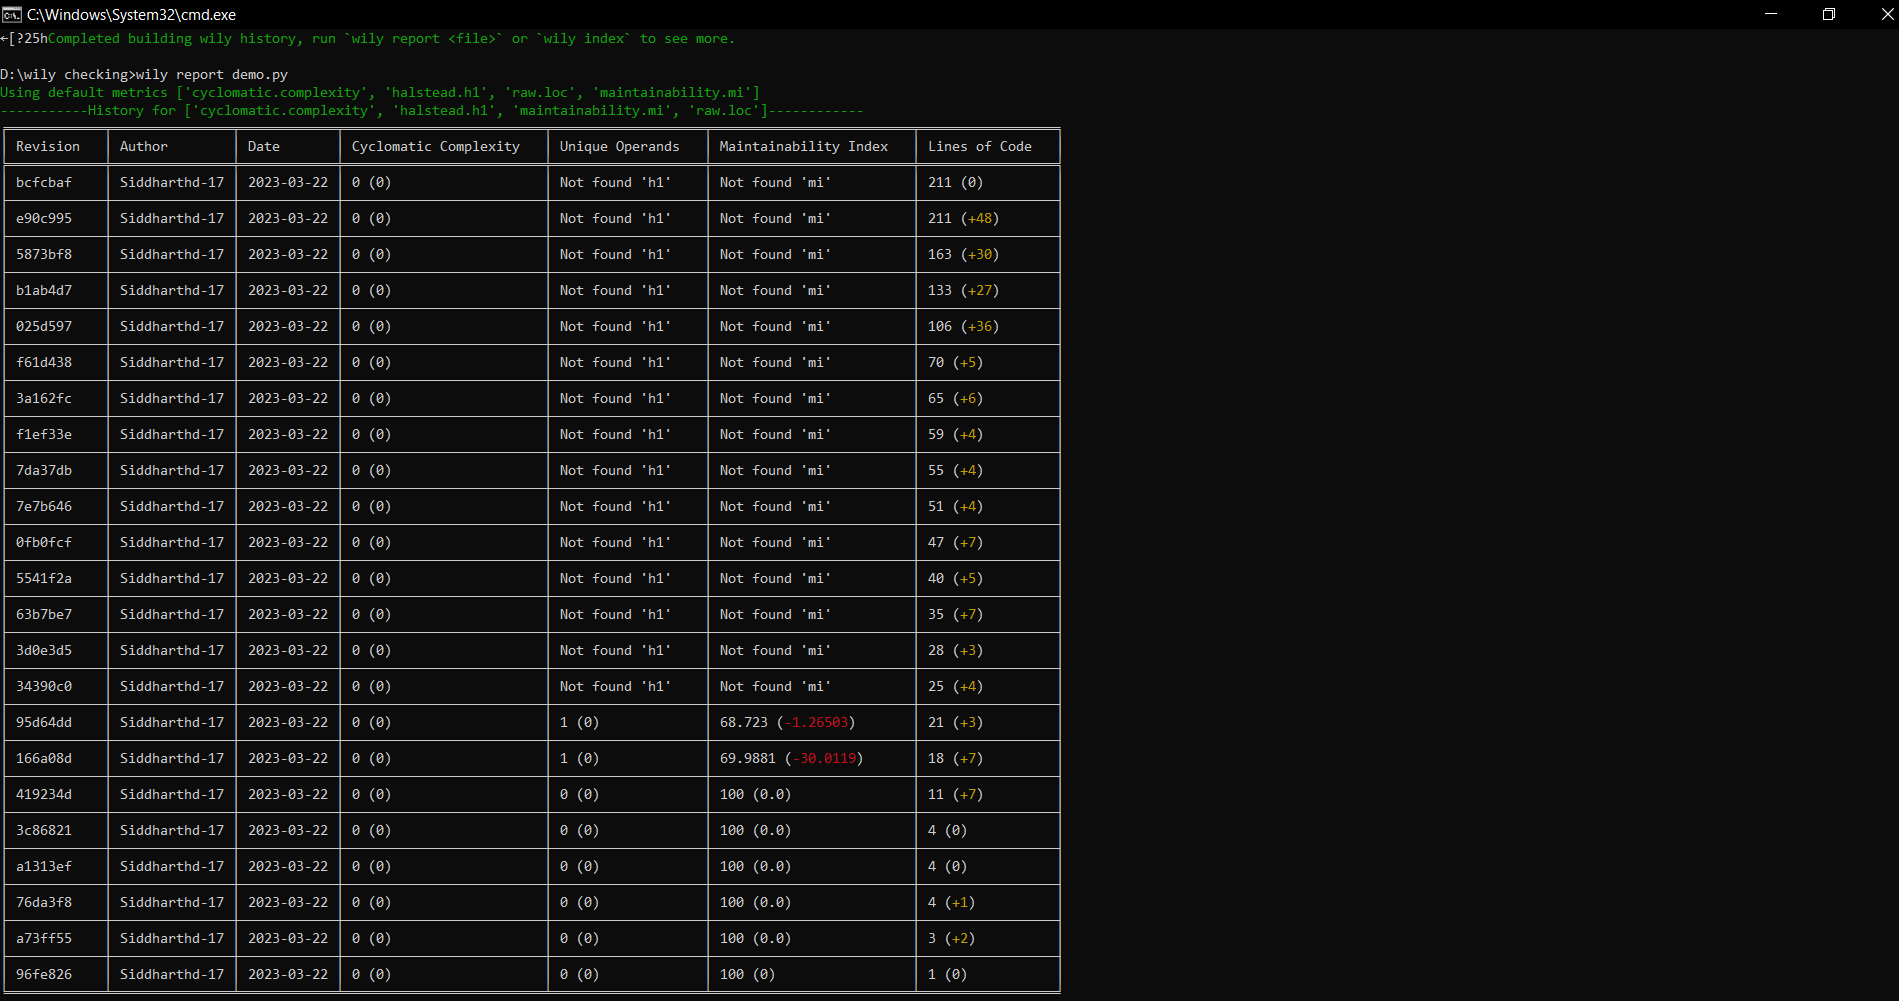 C:\Windows\System32\cmd.exe
←[?25hCompleted building wily history, run `wily report <file>` or `wily index` to see more.
D:\wily checking>wily report demo.py
Using default metrics ['cyclomatic.complexity', 'halstead.h1', 'raw.loc', 'maintainability.mi']
-----------History for ['cyclomatic.complexity', 'halstead.h1', 'maintainability.mi', 'raw.loc']------------
Revision Author Date Cyclomatic Complexity Unique Operands Maintainability Index Lines of Code
bcfcbaf Siddharthd-17 2023-03-22 0 (0) Not found 'h1' Not found 'mi' 211 (0)
e90c995 Siddharthd-17 2023-03-22 0 (0) Not found 'h1' Not found 'mi' 211 (+48)
5873bf8 Siddharthd-17 2023-03-22 0 (0) Not found 'h1' Not found 'mi' 163 (+30)
b1ab4d7 Siddharthd-17 2023-03-22 0 (0) Not found 'h1' Not found 'mi' 133 (+27)
025d597 Siddharthd-17 2023-03-22 0 (0) Not found 'h1' Not found 'mi' 106 (+36)
f61d438 Siddharthd-17 2023-03-22 0 (0) Not found 'h1' Not found 'mi' 70 (+5)
3a162fc Siddharthd-17 2023-03-22 0 (0) Not found 'h1' Not found 'mi' 65 (+6)
f1ef33e Siddharthd-17 2023-03-22 0 (0) Not found 'h1' Not found 'mi' 59 (+4)
7da37db Siddharthd-17 2023-03-22 0 (0) Not found 'h1' Not found 'mi' 55 (+4)
7e7b646 Siddharthd-17 2023-03-22 0 (0) Not found 'h1' Not found 'mi' 51 (+4)
0fb0fcf Siddharthd-17 2023-03-22 0 (0) Not found 'h1' Not found 'mi' 47 (+7)
5541f2a Siddharthd-17 2023-03-22 0 (0) Not found 'h1' Not found 'mi' 40 (+5)
63b7be7 Siddharthd-17 2023-03-22 0 (0) Not found 'h1' Not found 'mi' 35 (+7)
3d0e3d5 Siddharthd-17 2023-03-22 0 (0) Not found 'h1' Not found 'mi' 28 (+3)
34390c0 Siddharthd-17 2023-03-22 0 (0) Not found 'h1' Not found 'mi' 25 (+4)
95d64dd Siddharthd-17 2023-03-22 0 (0) 1 (0) 68.723 (-1.26503) 21 (+3)
166a08d Siddharthd-17 2023-03-22 0 (0) 1 (0) 69.9881 (-30.0119) 18 (+7)
419234d Siddharthd-17 2023-03-22 0 (0) 0 (0) 100 (0.0) 11 (+7)
3c86821 Siddharthd-17 2023-03-22 0 (0) 0 (0) 100 (0.0) 4 (0)
a1313ef Siddharthd-17 2023-03-22 0 (0) 0 (0) 100 (0.0) 4 (0)
76da3f8 Siddharthd-17 2023-03-22 0 (0) 0 (0) 100 (0.0) 4 (+1)
a73ff55 Siddharthd-17 2023-03-22 0 (0) 0 (0) 100 (0.0) 3 (+2)
96fe826 Siddharthd-17 2023-03-22 0 (0) 0 (0) 100 (0) 1 (0)